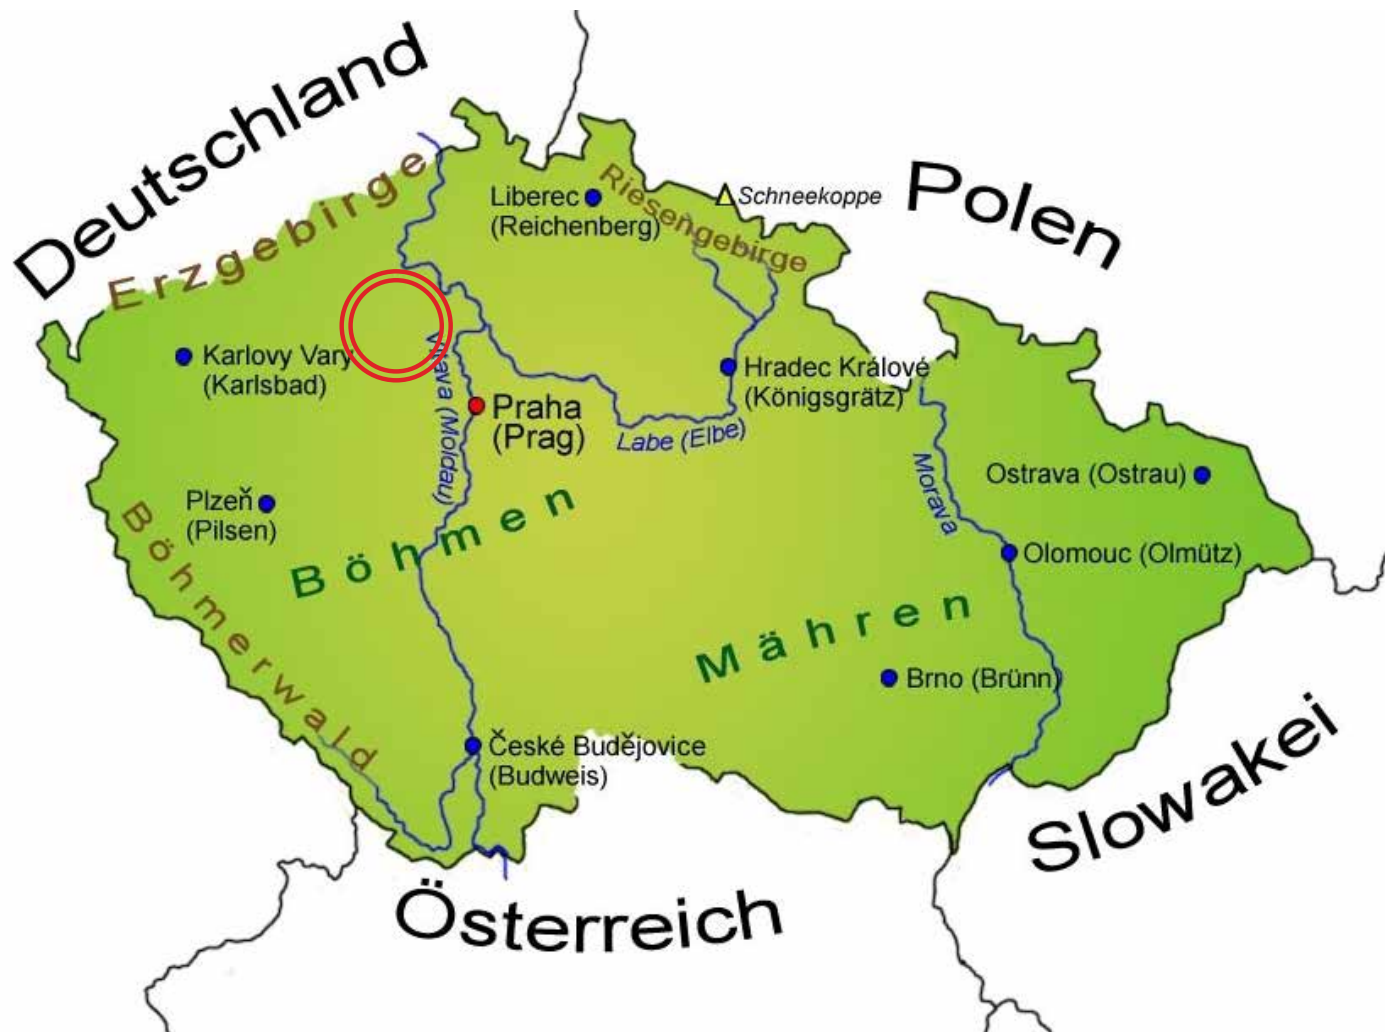 Deutschland
Erzgebirge
Polen
Liberec
(Reichenberg)
Riesengebirge
Schneekoppe
Karlovy Vary
(Karlsbad)
Vltava (Moldau)
Praha
(Prag)
Labe (Elbe)
Hradec Králové
(Königsgrätz)
Morava
Ostrava (Ostrau)
Plzeň
(Pilsen)
Böhmen
Böhmerwald
Olomouc (Olmütz)
Mähren
Brno (Brünn)
České Budějovice
(Budweis)
Slowakei
Österreich